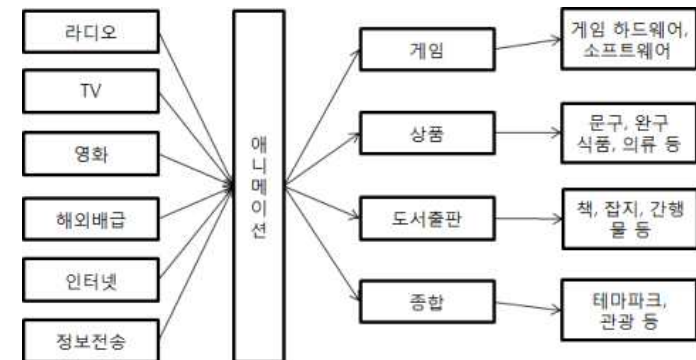 라디오
TV
영화
해외배급
인터넷
정보전송
애니메이션
게임
상품
도서출판
종합
게임 하드웨어,
소프트웨어
문구, 완구
식품, 의류 등
책, 잡지, 간행
물 등
테마파크,
관광 등